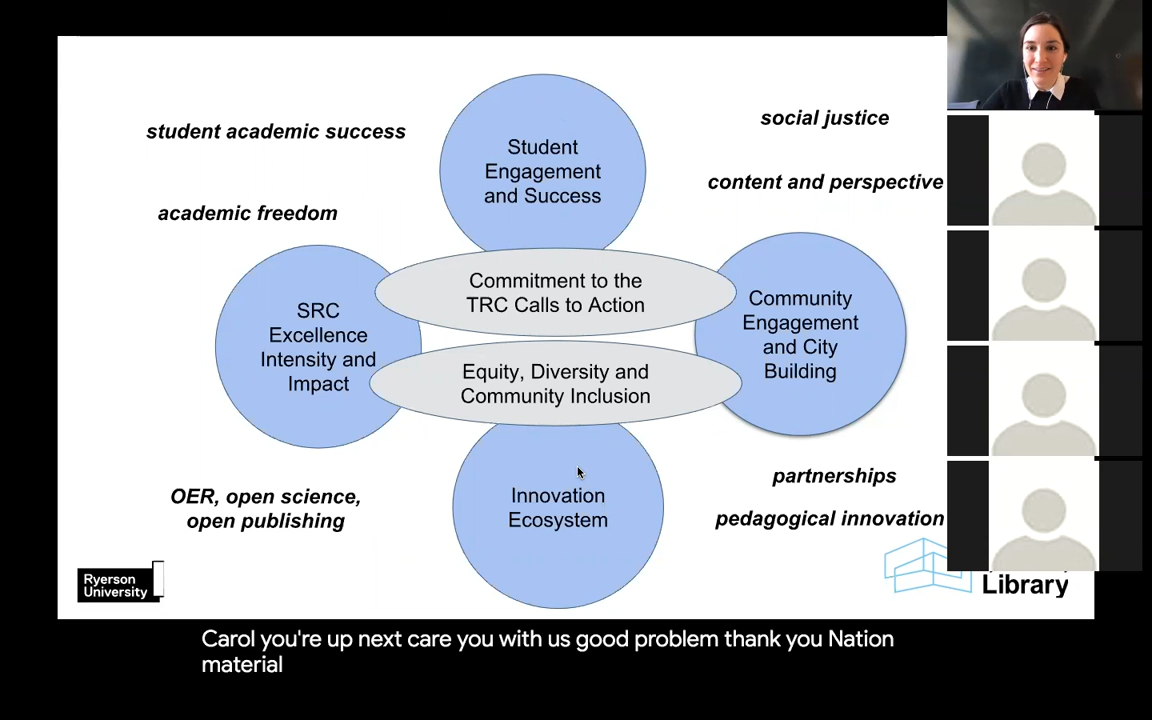 student academic success
social justice
Student
Engagement
and Success
content and perspective
academic freedom
Commitment to the
TRC Calls to Action
SRC
Excellence
Intensity and
Impact
Community
Engagement
and City
Building
Equity, Diversity and
Community Inclusion
partnerships
OER, open science,
open publishing
Innovation
Ecosystem
pedagogical innovation
Ryerson
University
Library
Carol you're up next care you with us good problem thank you Nation
material